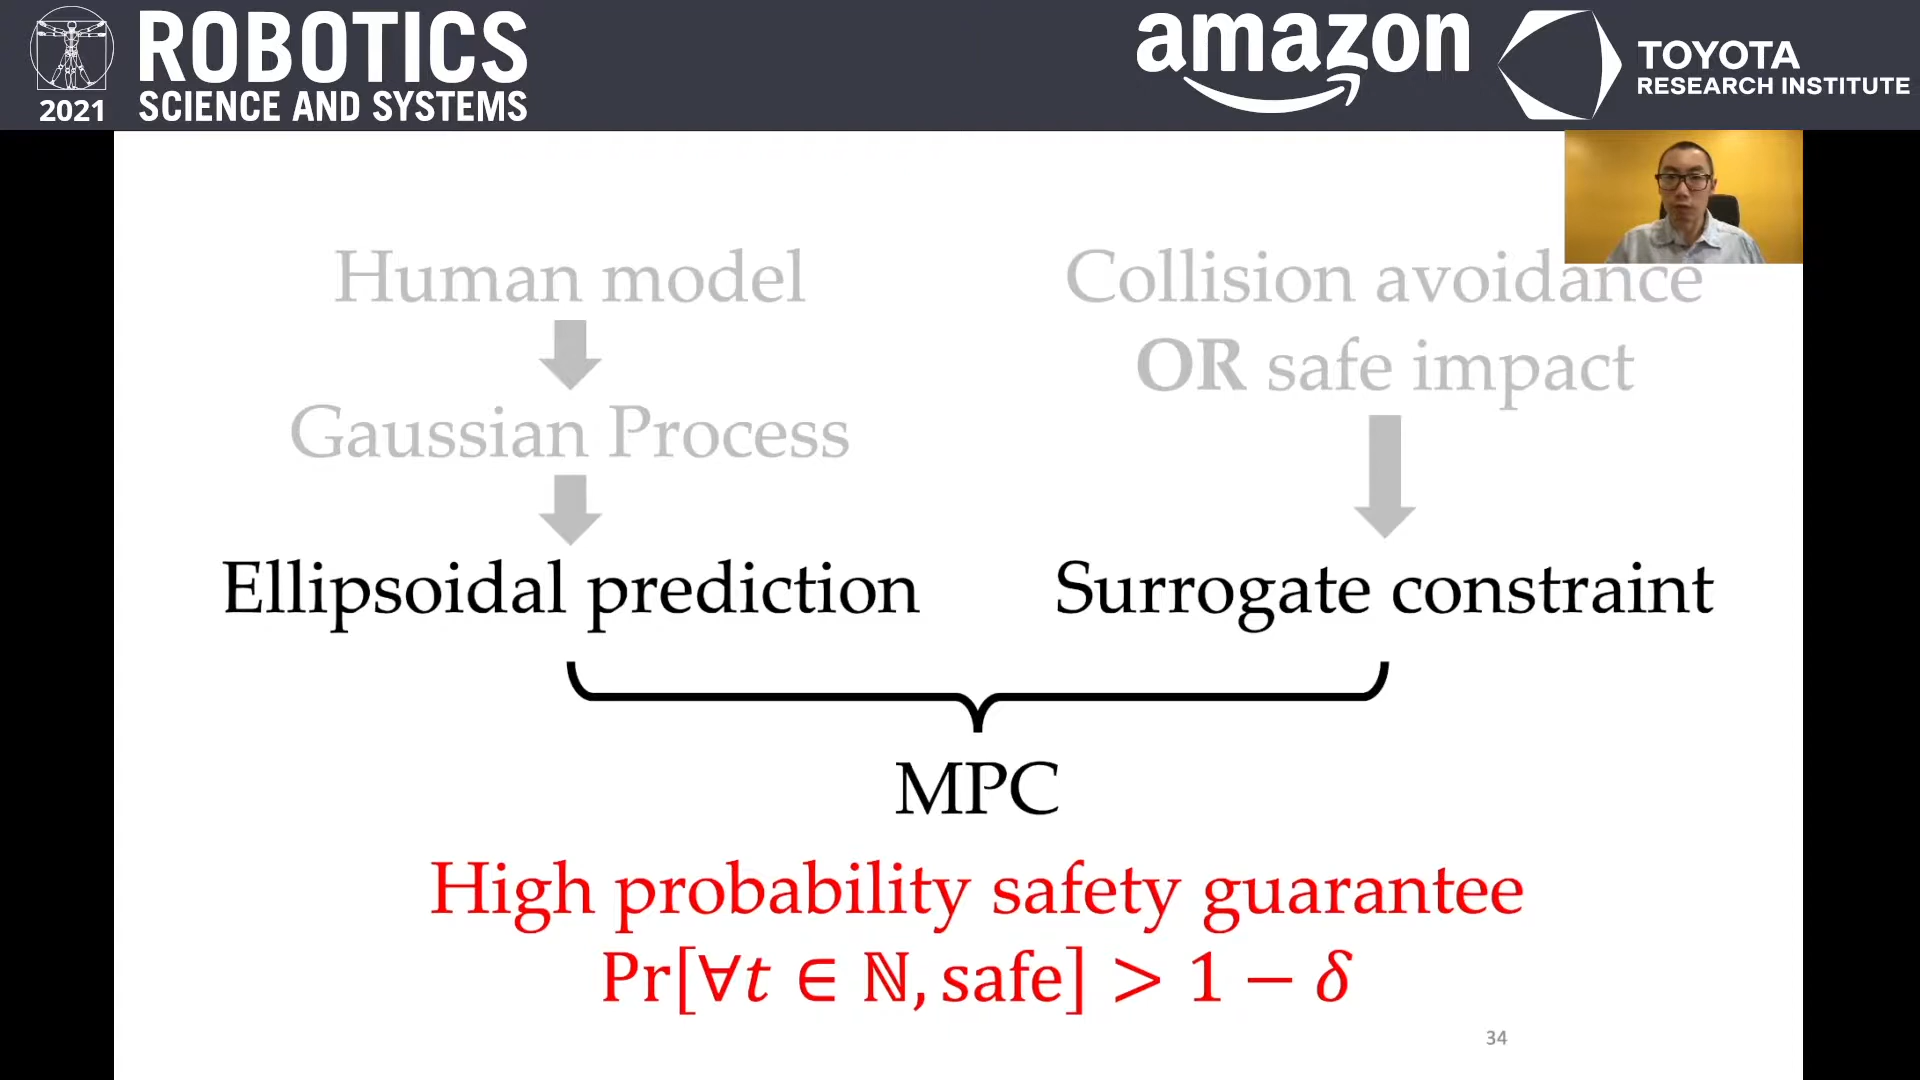 ROBOTICS
SCIENCE AND SYSTEMS
2021
amazon
TOYOTA
RESEARCH INSTITUTE
Human model
Gaussian Process
Ellipsoidal prediction
Collision avoidance
OR safe impact
Surrogate constraint
MPC
High probability safety guarantee
Pr[∀t ∈ ℕ, safe] > 1 − δ
34